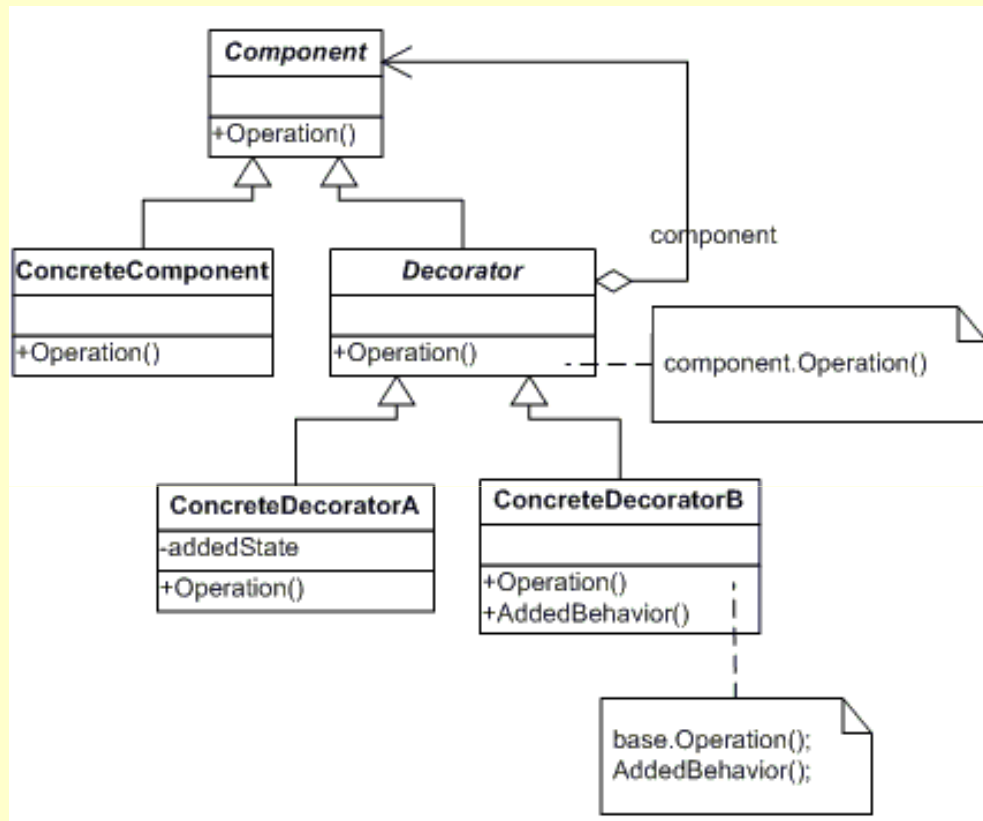 Component
+Operation()
component
ConcreteComponent
+Operation()
Decorator
+Operation()
component.Operation()
ConcreteDecoratorA
-addedState
+Operation()
ConcreteDecoratorB
+Operation()
+AddedBehavior()
base.Operation();
AddedBehavior();